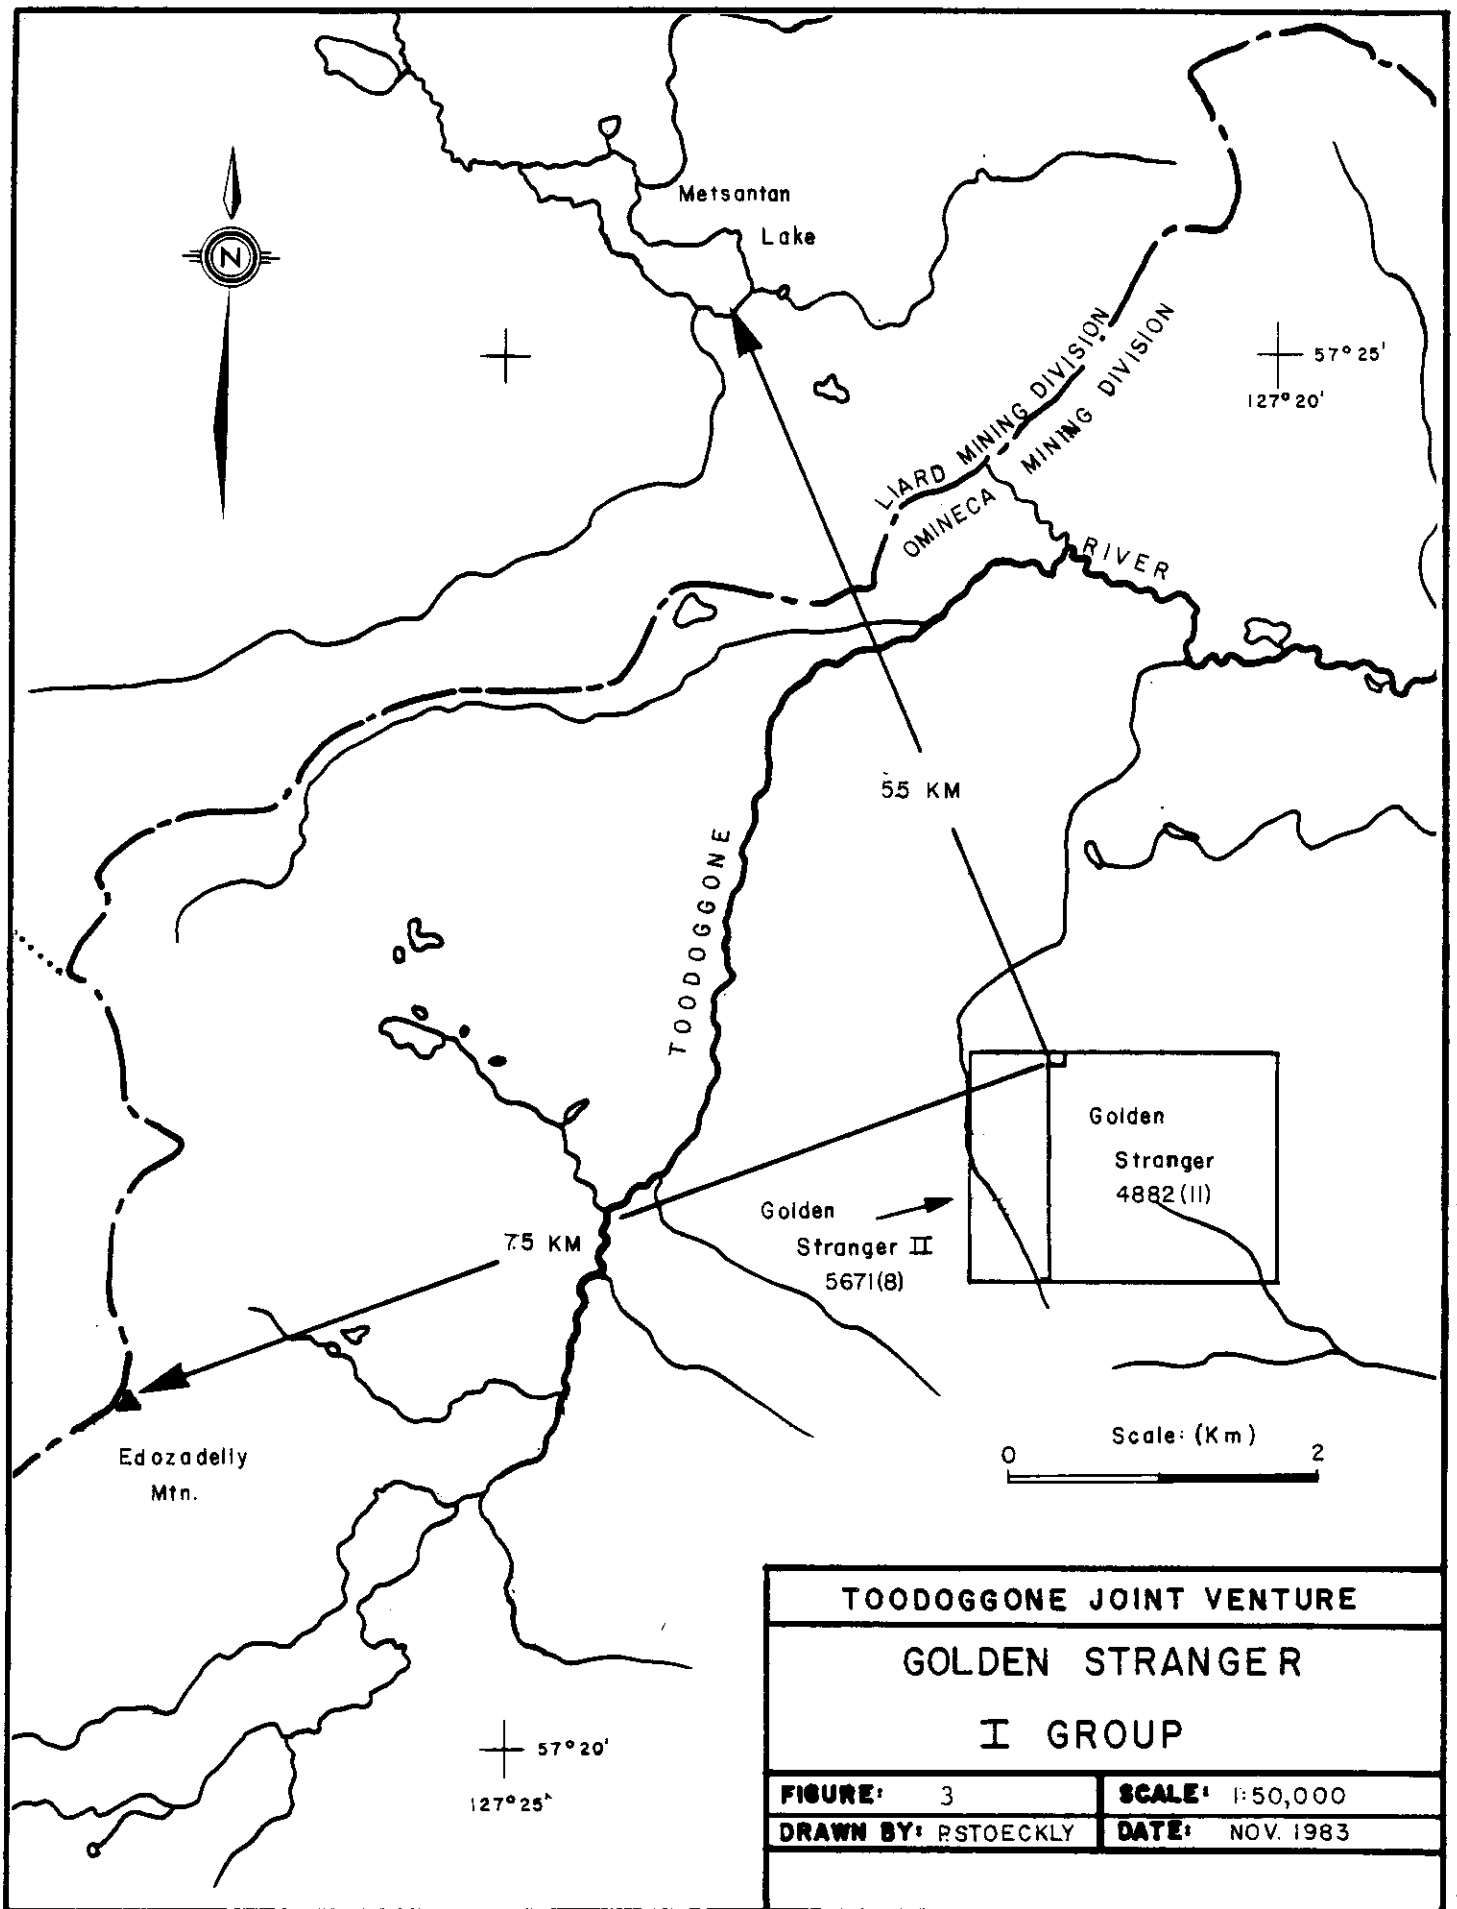 Metsantan
Lake
N
57° 25'
127° 20'
LIARD MINING DIVISION
OMINECA MINING DIVISION
RIVER
5.5 KM
TOODOGGONE
Golden
Stranger
4882(11)
Golden
Stranger II
5671(8)
7.5 KM
Edozadelly
Mtn.
Scale: (Km)
0 2
57° 20'
127° 25'
TOODOGGONE JOINT VENTURE
GOLDEN STRANGER
I GROUP
FIGURE: 3
SCALE: 1:50,000
DRAWN BY: P.STOECKLY
DATE: NOV. 1983